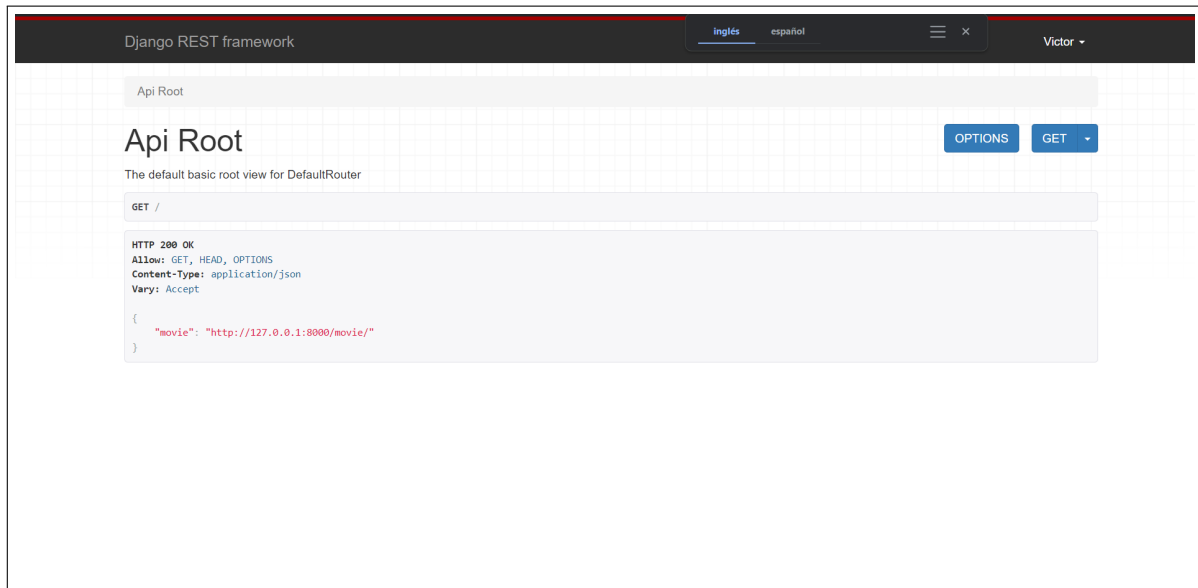 Django REST framework
inglés español
Victor
Api Root
Api Root
OPTIONS GET
The default basic root view for DefaultRouter
GET /
HTTP 200 OK
Allow: GET, HEAD, OPTIONS
Content-Type: application/json
Vary: Accept
{
    "movie": "http://127.0.0.1:8000/movie/"
}